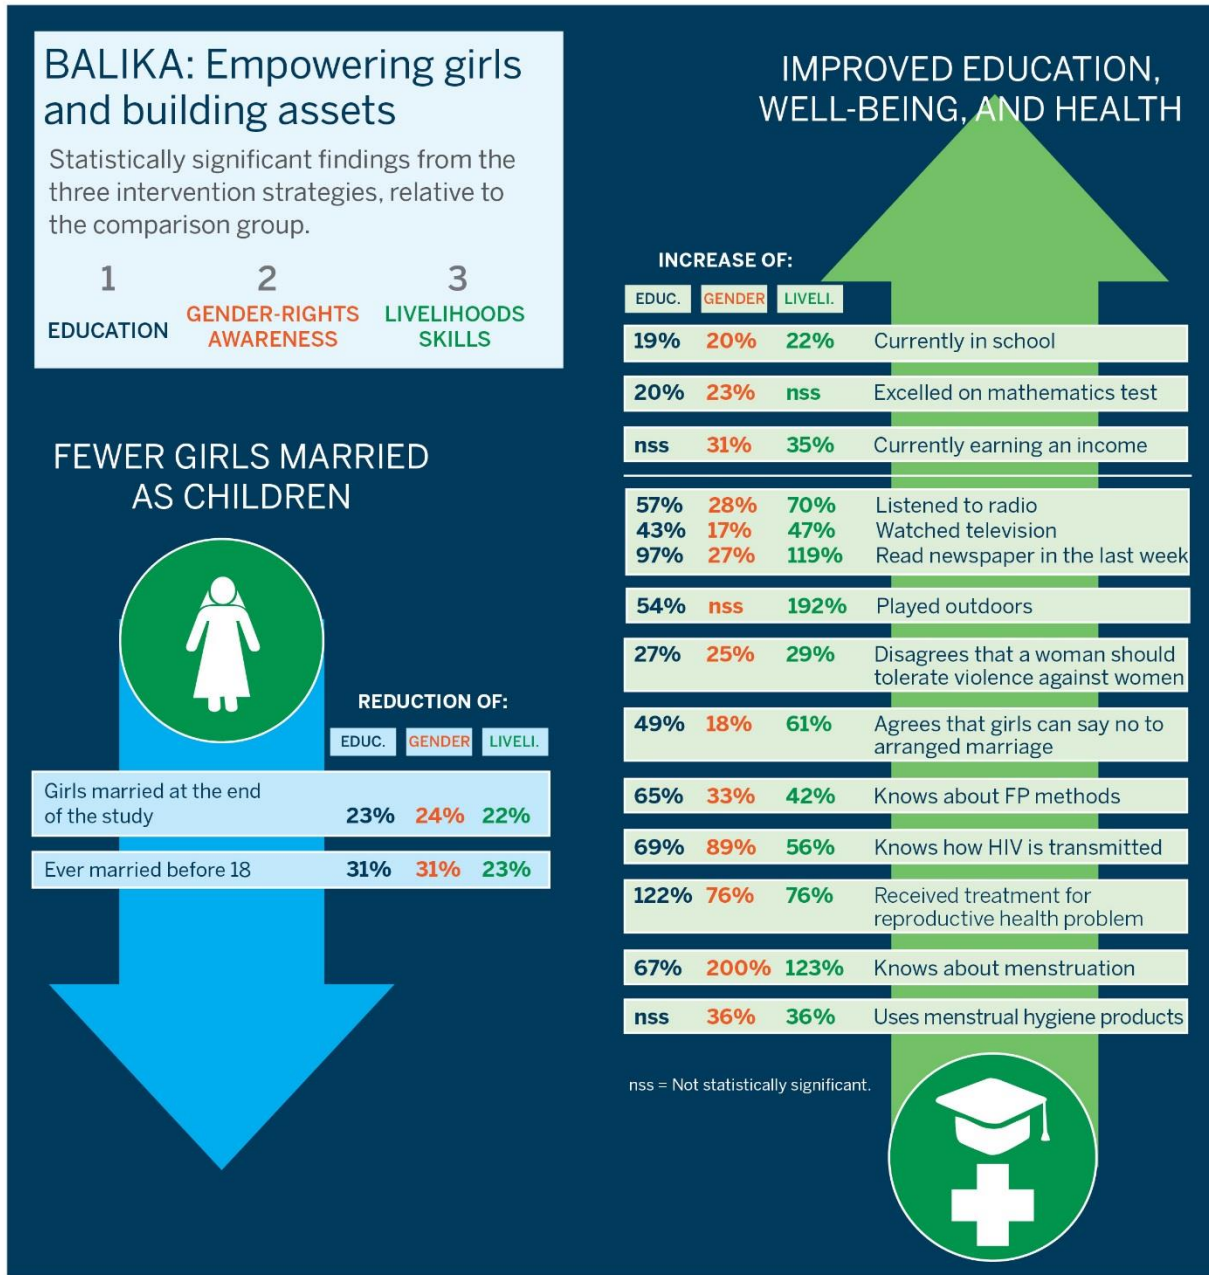 BALIKA: Empowering girls
and building assets
Statistically significant findings from the
three intervention strategies, relative to
the comparison group.
1 2 3
EDUCATION GENDER-RIGHTS AWARENESS LIVELIHOODS SKILLS
FEWER GIRLS MARRIED
AS CHILDREN
REDUCTION OF:
EDUC. GENDER LIVELI.
Girls married at the end
of the study 23% 24% 22%
Ever married before 18 31% 31% 23%
IMPROVED EDUCATION,
WELL-BEING, AND HEALTH
INCREASE OF:
EDUC. GENDER LIVELI.
19% 20% 22% Currently in school
20% 23% nss Excelled on mathematics test
nss 31% 35% Currently earning an income
57% 28% 70% Listened to radio
43% 17% 47% Watched television
97% 27% 119% Read newspaper in the last week
54% nss 192% Played outdoors
27% 25% 29% Disagrees that a woman should
tolerate violence against women
49% 18% 61% Agrees that girls can say no to
arranged marriage
65% 33% 42% Knows about FP methods
69% 89% 56% Knows how HIV is transmitted
122% 76% 76% Received treatment for
reproductive health problem
67% 200% 123% Knows about menstruation
nss 36% 36% Uses menstrual hygiene products
nss = Not statistically significant.